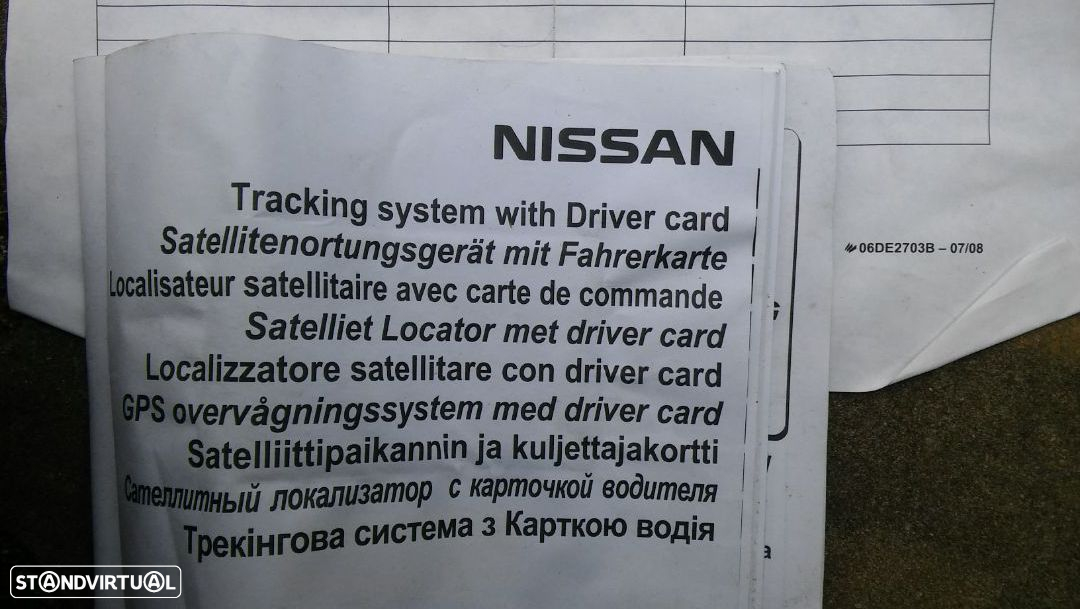 NISSAN
Tracking system with Driver card
Satellitenortungsgerät mit Fahrerkarte
Localisateur satellitaire avec carte de commande
Satelliet Locator met driver card
Localizzatore satellitare con driver card
GPS overvågningssystem med driver card
Satelliittipaikannin ja kuljettajakortti
Сателлитный локализатор с карточкой водителя
Трекінгова система з Карткою водія
06DE2703B – 07/08
STANDVIRTUAL